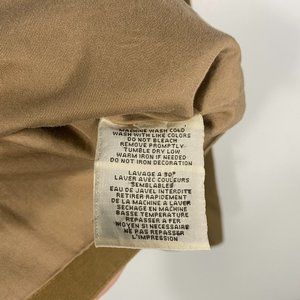 MACHINE WASH COLD
WASH WITH LIKE COLORS
DO NOT BLEACH
REMOVE PROMPTLY
TUMBLE DRY LOW
WARM IRON IF NEEDED
DO NOT IRON DECORATION
LAVAGE A 30°
LAVER AVEC COULEURS
SEMBLABLES
EAU DE JAVEL INTERDITE
RETIRER RAPIDEMENT
DE LA MACHINE A LAVER
SECHAGE EN MACHINE
BASSE TEMPERATURE
REPASSER A FER
MOYEN SI NECESSAIRE
NE PAS REPASSER
L'IMPRESSION